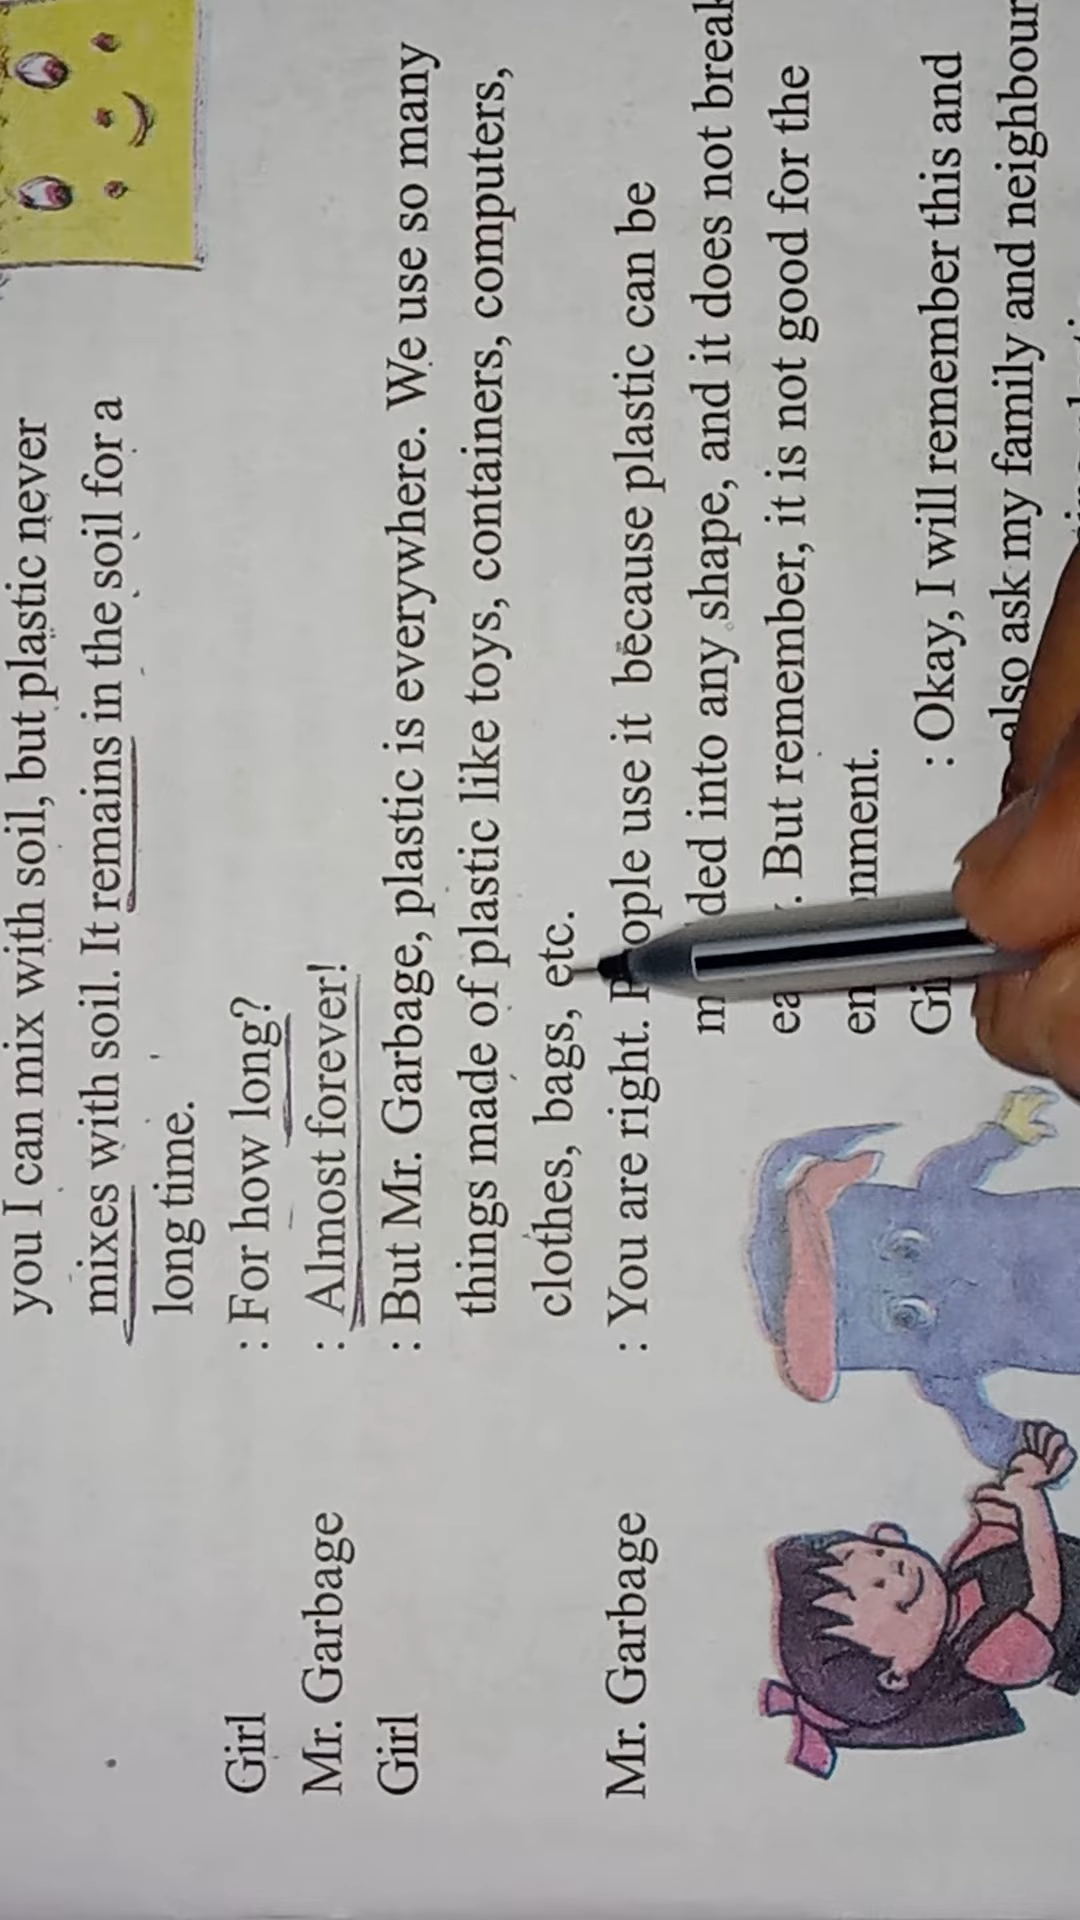 you I can mix with soil, but plastic never
mixes with soil. It remains in the soil for a
long time.
Girl : For how long?
Mr. Garbage : Almost forever!
Girl : But Mr. Garbage, plastic is everywhere. We use so many
things made of plastic like toys, containers, computers,
clothes, bags, etc.
Mr. Garbage : You are right. People use it because plastic can be
ded into any shape, and it does not break
. But remember, it is not good for the
: Okay, I will remember this and
also ask my family and neighbour